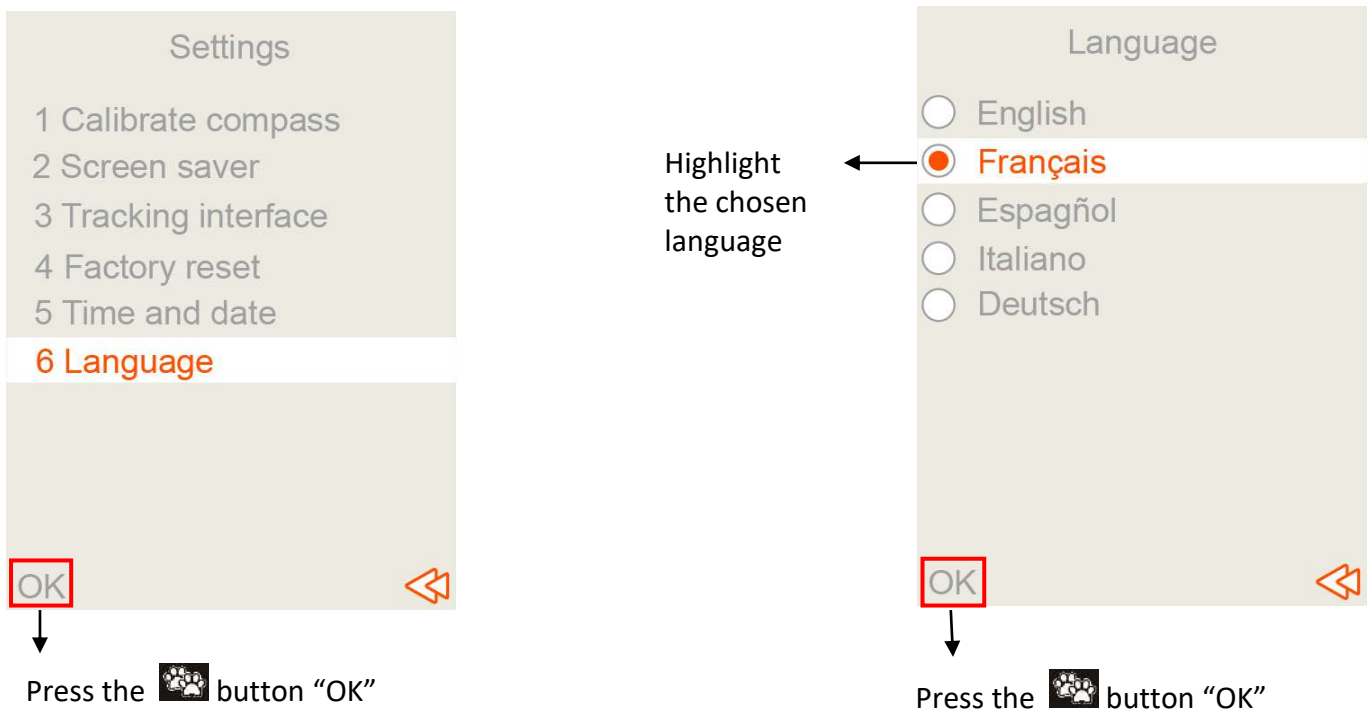 Settings
1 Calibrate compass
2 Screen saver
3 Tracking interface
4 Factory reset
5 Time and date
6 Language
OK
Press the button “OK”
Language
English
Français
Espagñol
Italiano
Deutsch
Highlight
the chosen
language
OK
Press the button “OK”